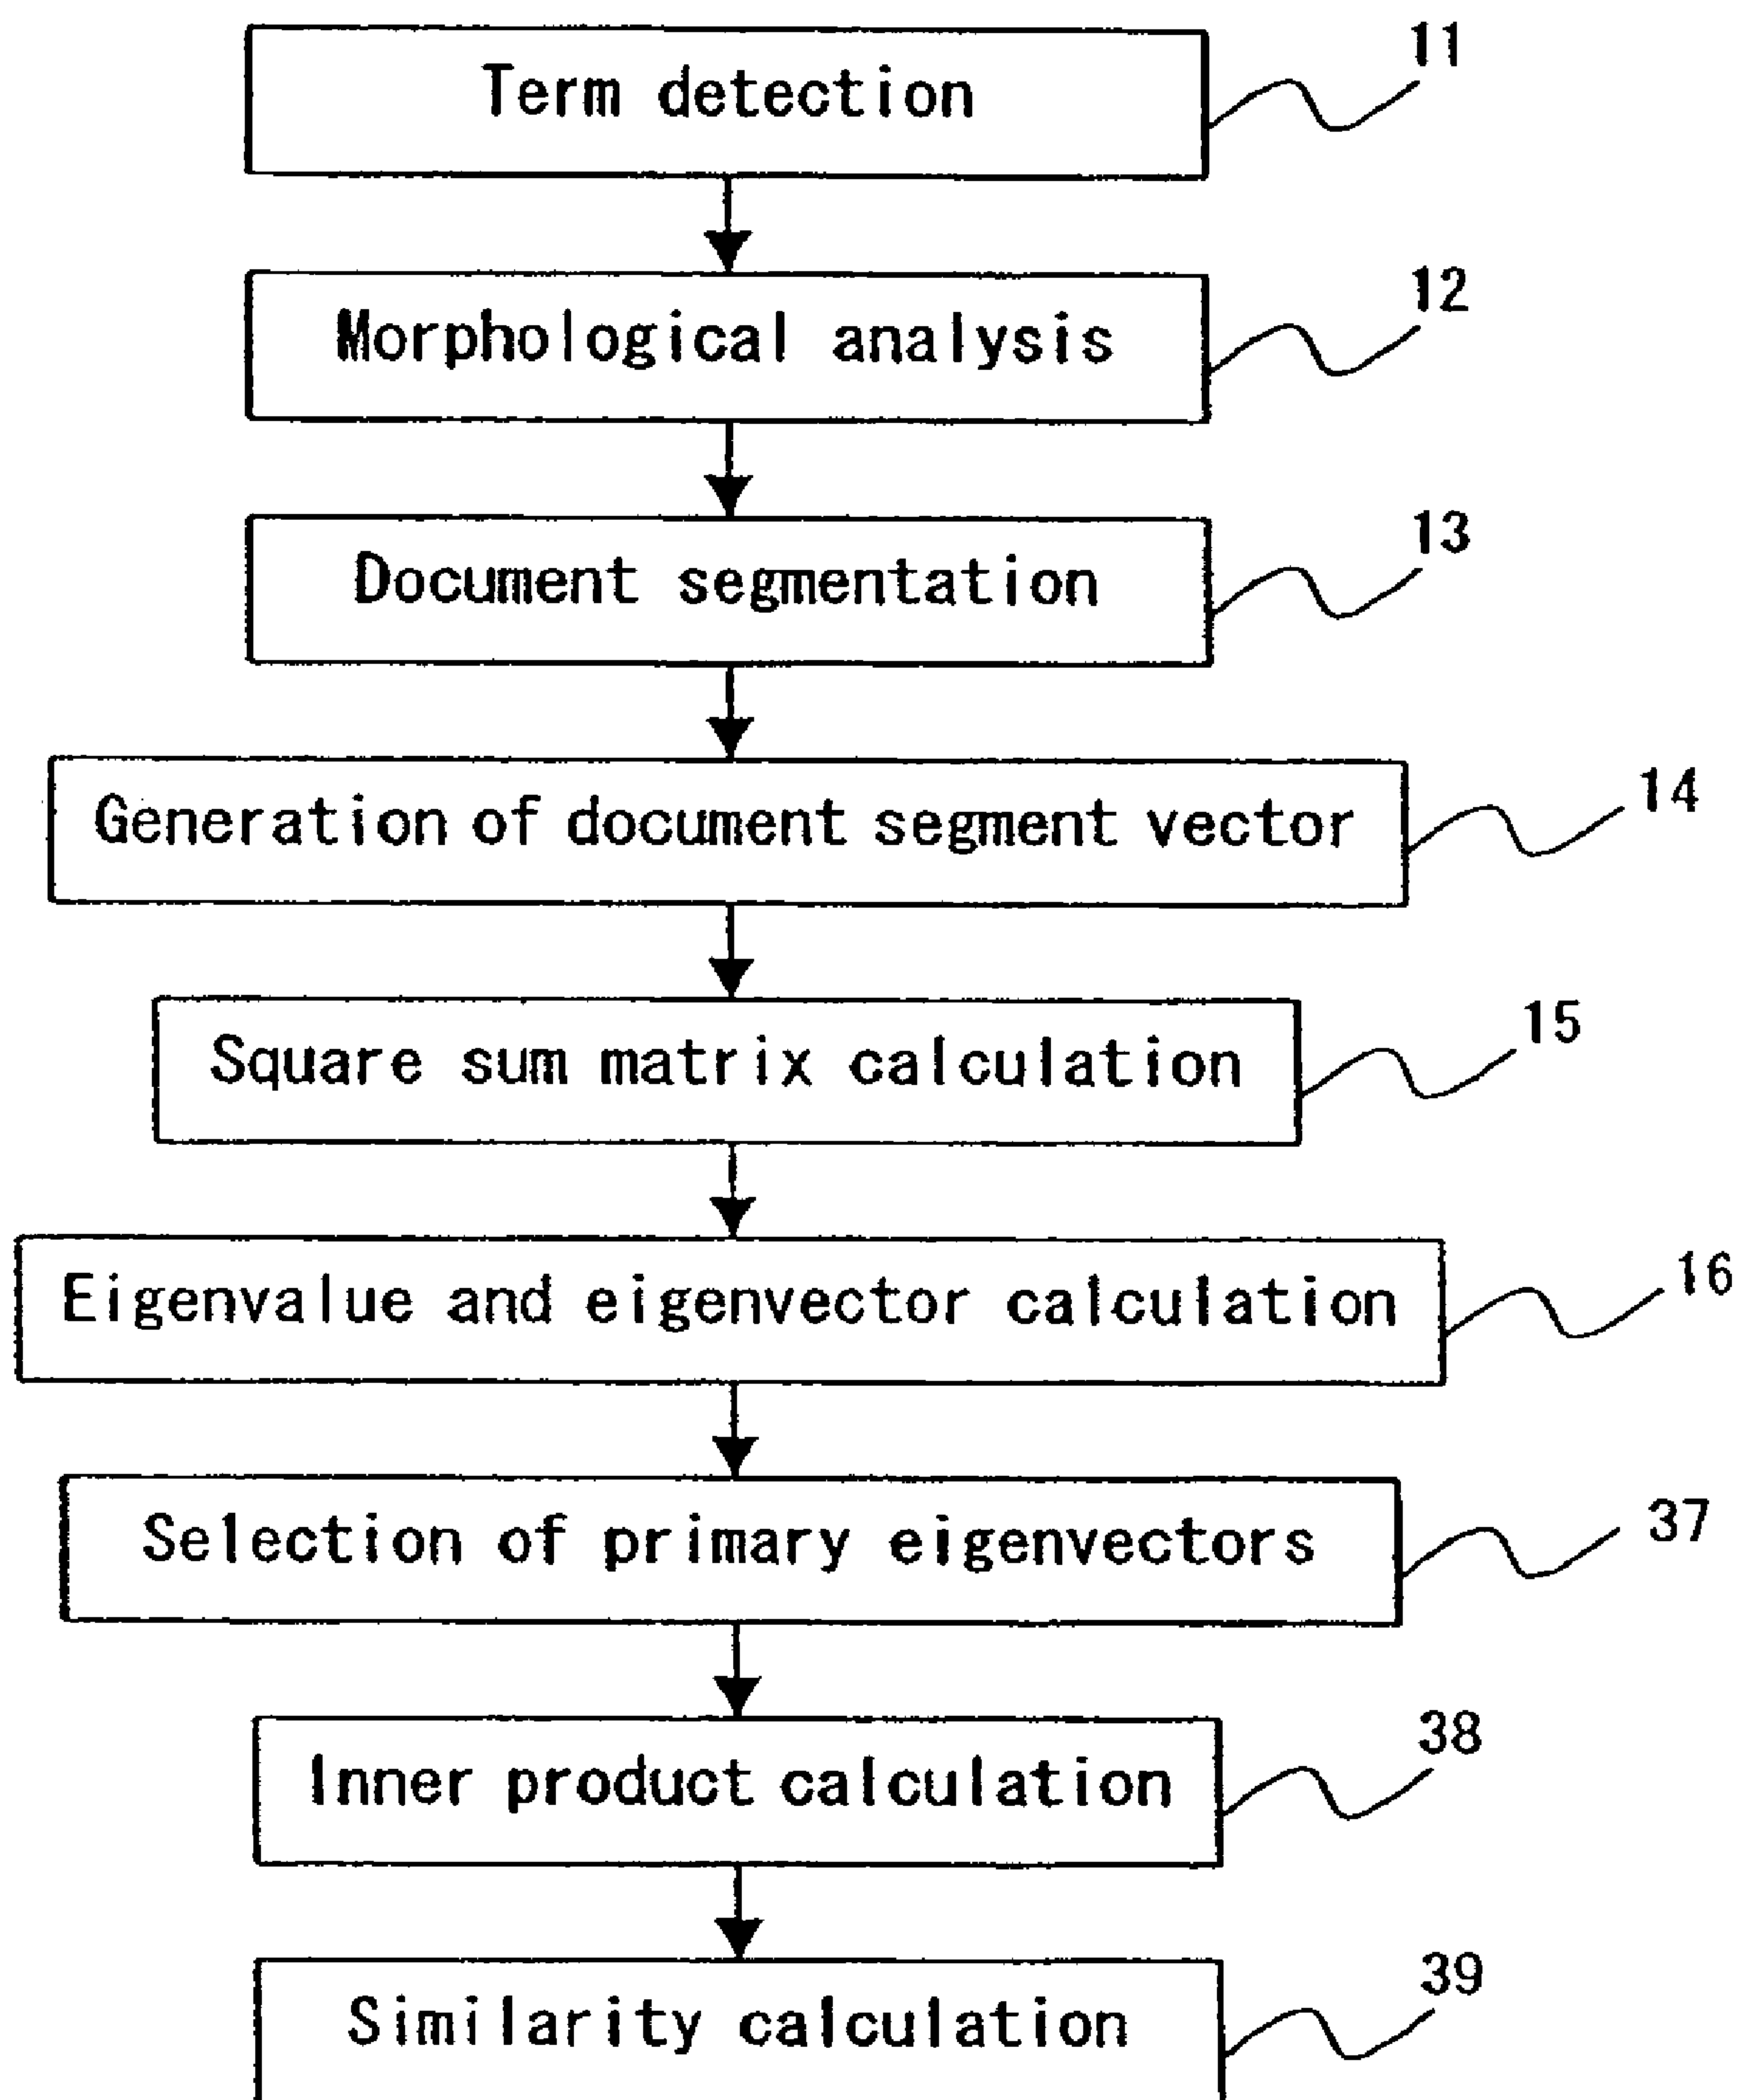 Term detection
11
Morphological analysis
12
Document segmentation
13
Generation of document segment vector
14
Square sum matrix calculation
15
Eigenvalue and eigenvector calculation
16
Selection of primary eigenvectors
37
Inner product calculation
38
Similarity calculation
39